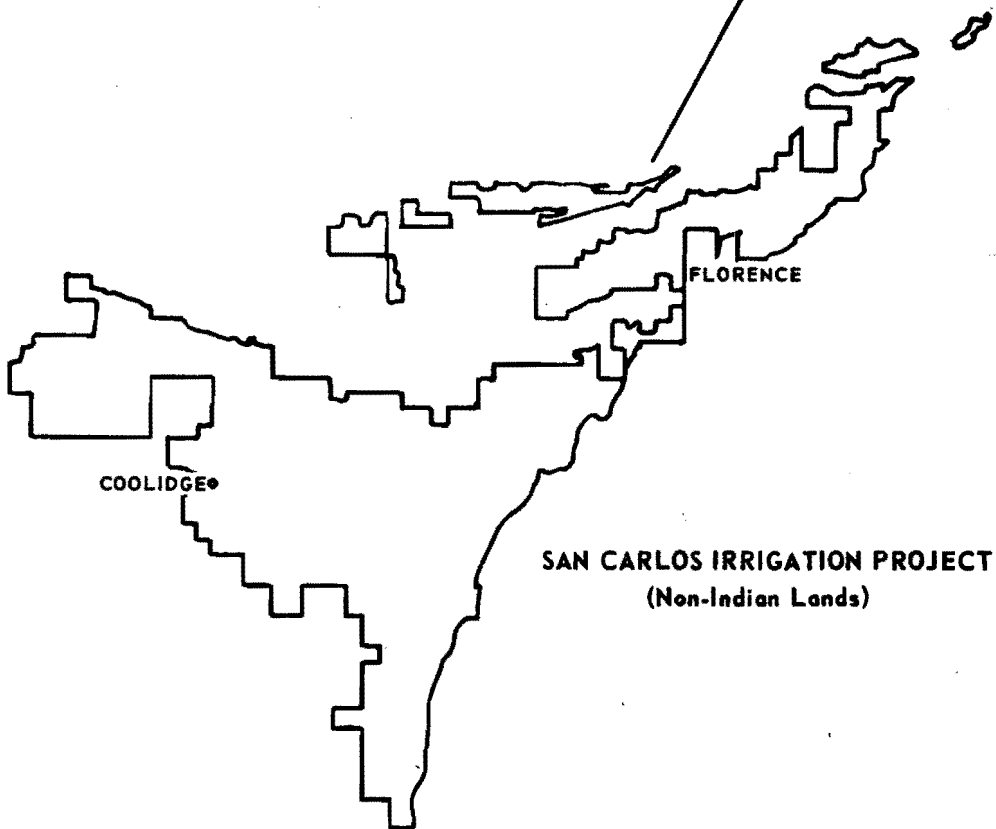 FLORENCE
COOLIDGE
SAN CARLOS IRRIGATION PROJECT
(Non-Indian Lands)